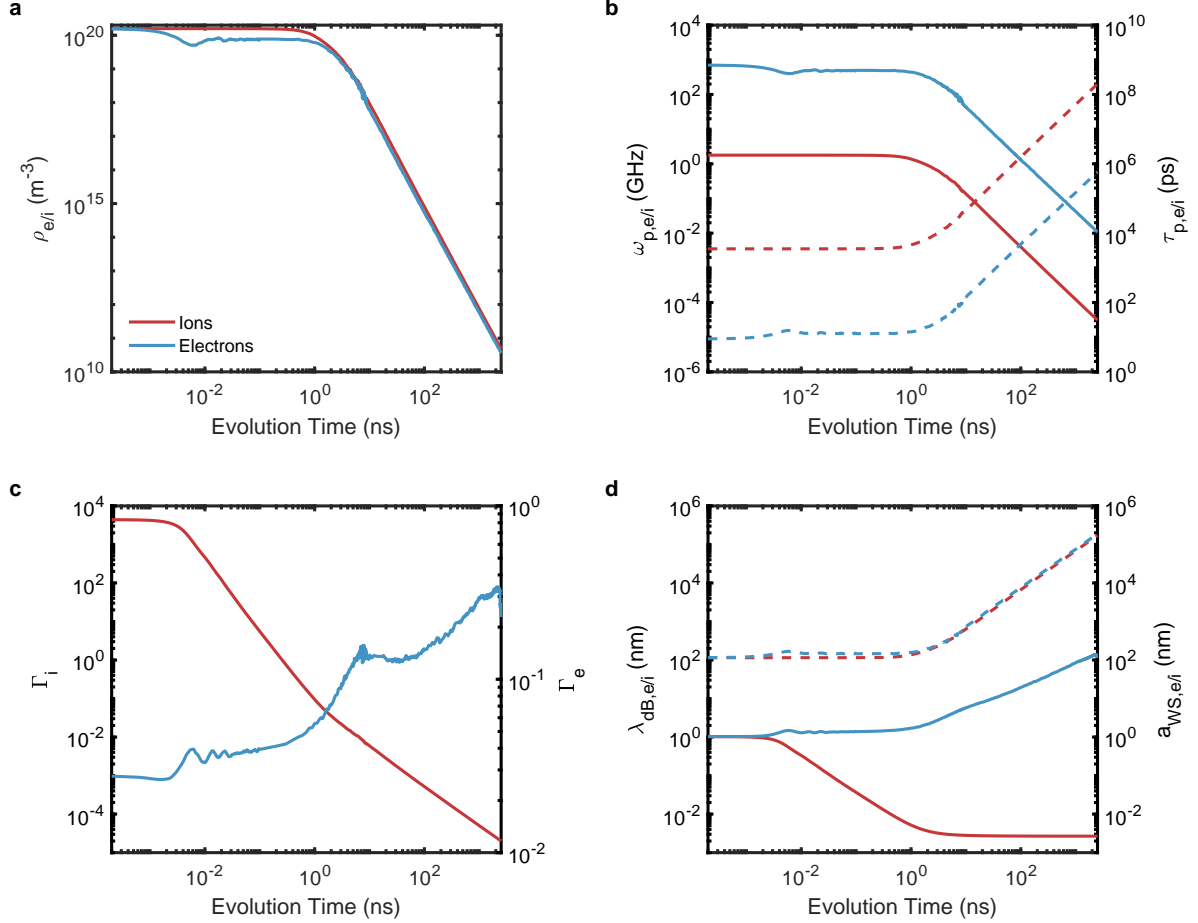 a
10^20
10^15
10^10
ρ_e/i (m^-3)
Ions
Electrons
10^-2
10^0
10^2
Evolution Time (ns)
b
10^4
10^2
10^0
10^-2
10^-4
10^-6
ω_p,e/i (GHz)
10^10
10^8
10^6
10^4
10^2
10^0
τ_p,e/i (ps)
10^-2
10^0
10^2
Evolution Time (ns)
c
10^4
10^2
10^0
10^-2
10^-4
Γ_i
10^0
10^-1
10^-2
Γ_e
10^-2
10^0
10^2
Evolution Time (ns)
d
10^6
10^4
10^2
10^0
10^-2
λ_dB,e/i (nm)
10^6
10^4
10^2
10^0
10^-2
a_WS,e/i (nm)
10^-2
10^0
10^2
Evolution Time (ns)